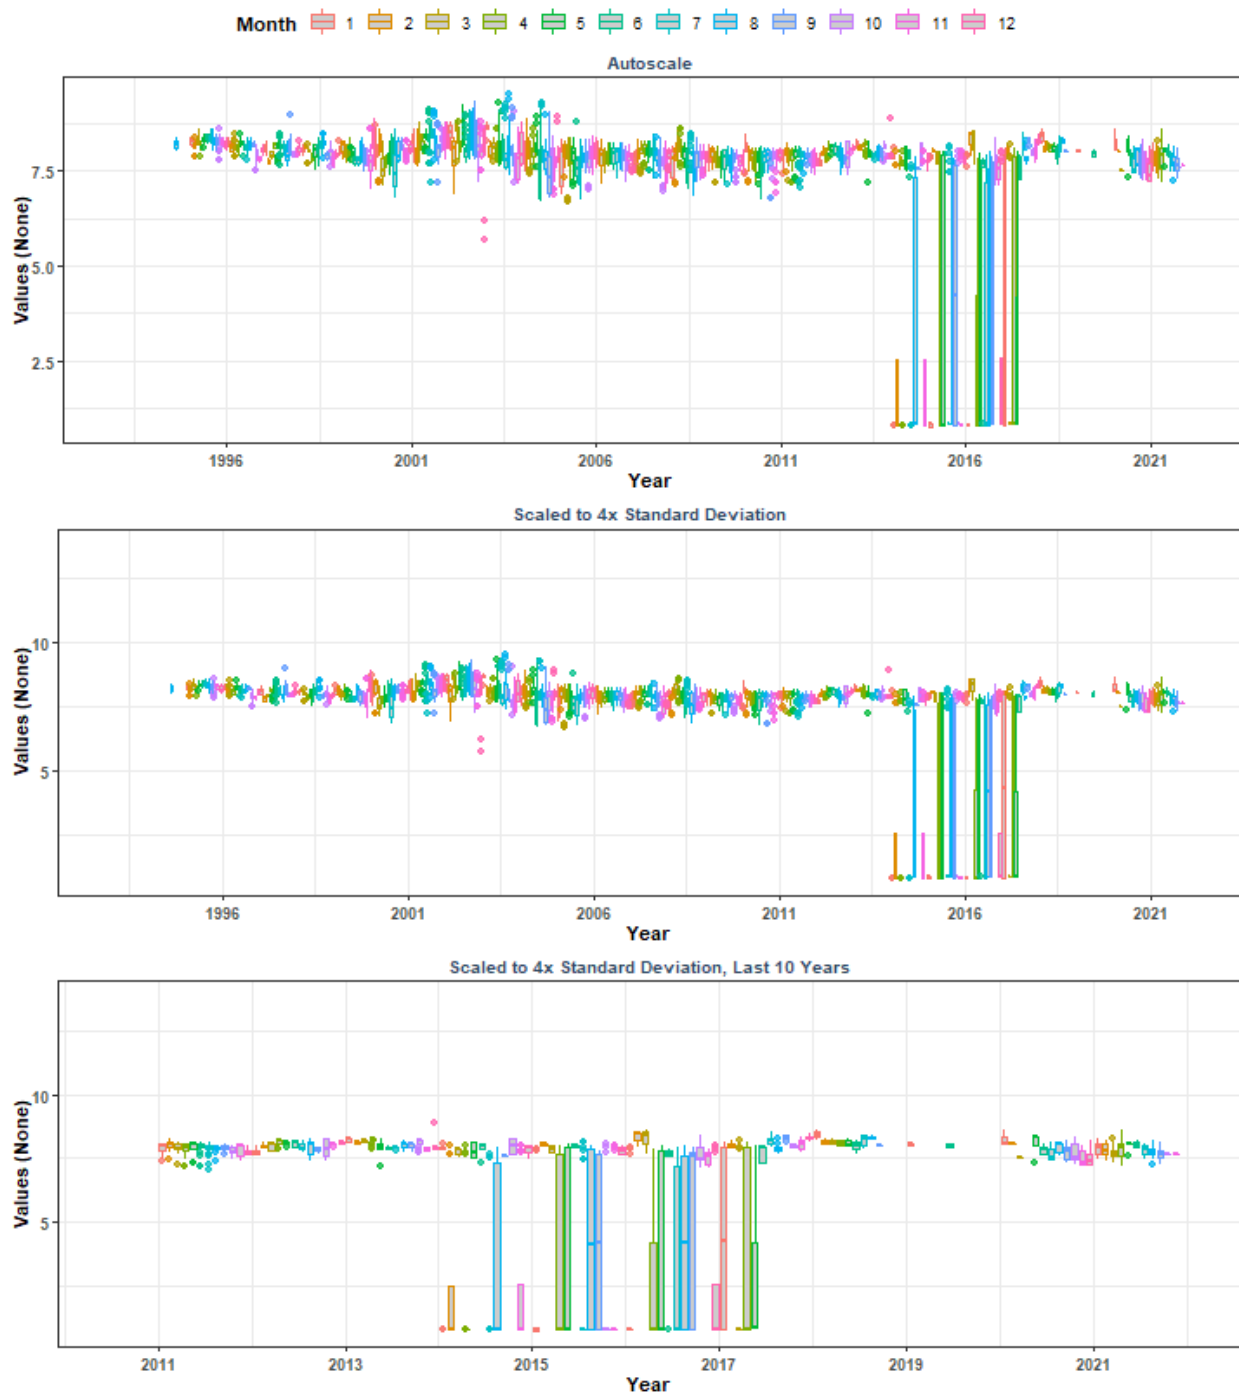 Month 1 2 3 4 5 6 7 8 9 10 11 12
Autoscale
Values (None)
7.5
5.0
2.5
1996 2001 2006 2011 2016 2021
Year
Scaled to 4x Standard Deviation
Values (None)
10
5
1996 2001 2006 2011 2016 2021
Year
Scaled to 4x Standard Deviation, Last 10 Years
Values (None)
10
5
2011 2013 2015 2017 2019 2021
Year